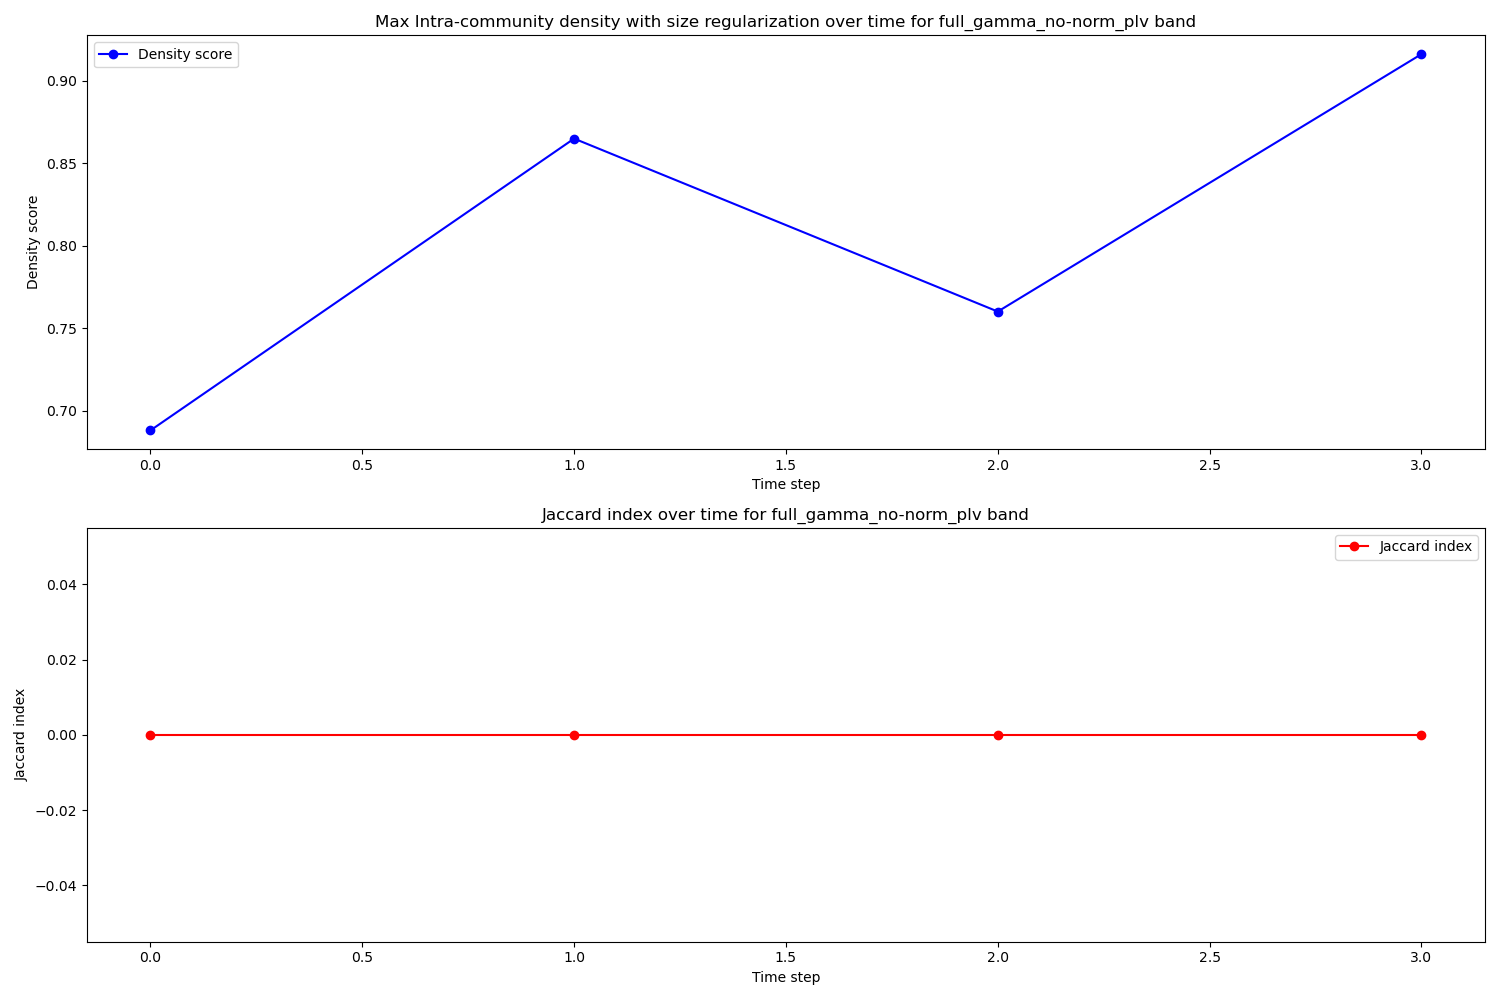 Max Intra-community density with size regularization over time for full_gamma_no-norm_plv band
Density score
0.90
0.85
0.80
0.75
0.70
Density score
0.0 0.5 1.0 1.5 2.0 2.5 3.0
Time step
Jaccard index over time for full_gamma_no-norm_plv band
Jaccard index
0.04
0.02
0.00
−0.02
−0.04
Jaccard index
0.0 0.5 1.0 1.5 2.0 2.5 3.0
Time step